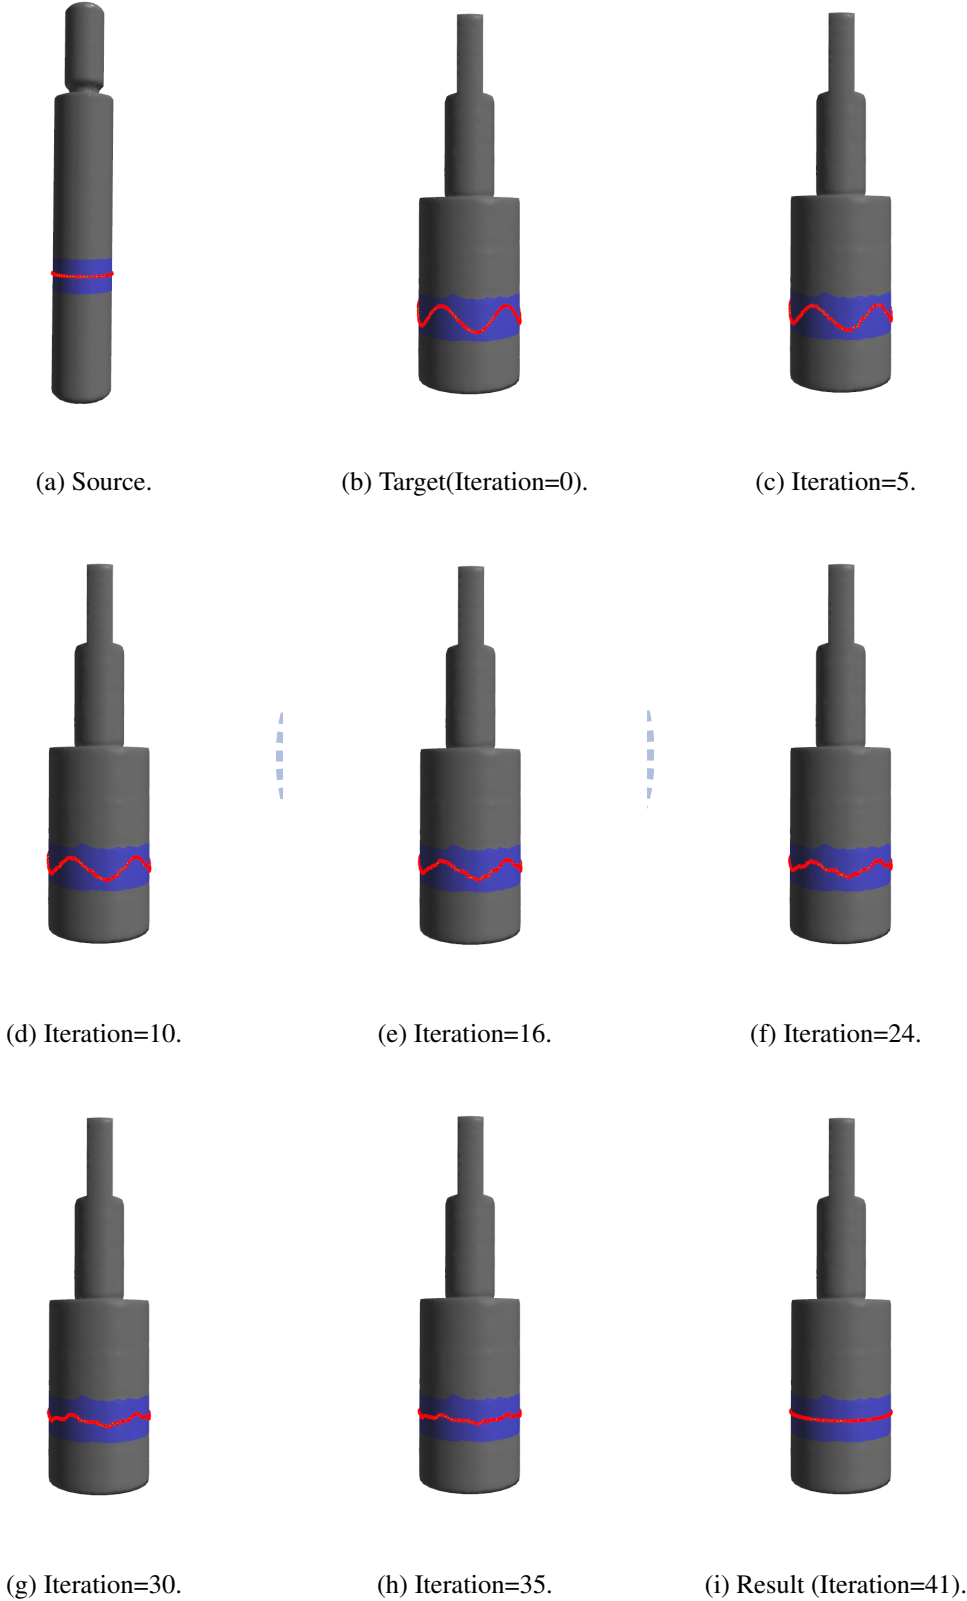 (a) Source.
(b) Target(Iteration=0).
(c) Iteration=5.
(d) Iteration=10.
(e) Iteration=16.
(f) Iteration=24.
(g) Iteration=30.
(h) Iteration=35.
(i) Result (Iteration=41).